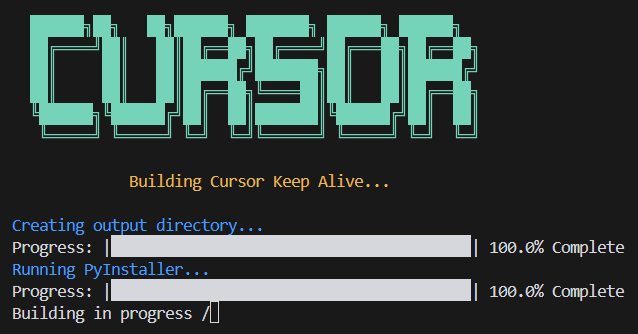 CURSOR
Building Cursor Keep Alive...
Creating output directory...
Progress: |██████████████████████████████████████████████████| 100.0% Complete
Running PyInstaller...
Progress: |██████████████████████████████████████████████████| 100.0% Complete
Building in progress /